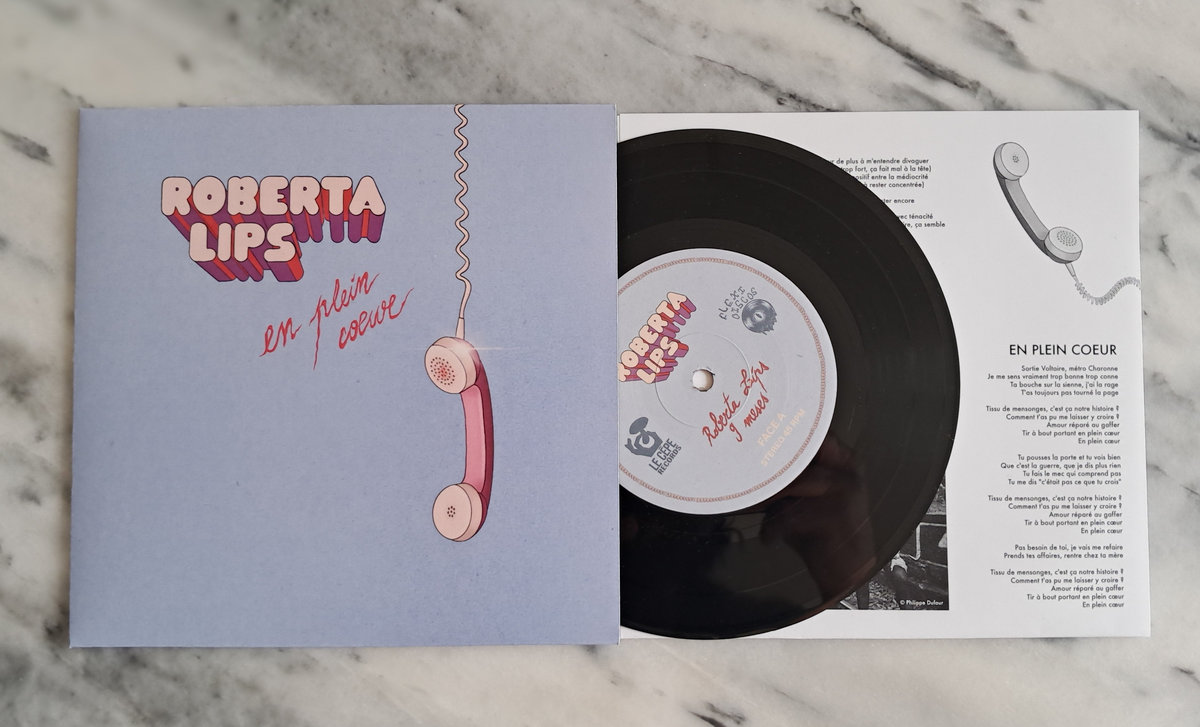 ROBERTA
LIPS
en plein
coeur
ROBERTA
LIPS
FLEXI
DISCOS
Roberta Lips
9 meses
LE CÈPE
RECORDS
FACE A
STEREO 45 RPM
de plus à m'entendre divaguer
trop fort, ça fait mal à la tête)
entre la médiocrité
à rester concentrée)
encore
avec ténacité
ça semble
© Philippe Dufour
EN PLEIN COEUR
Sortie Voltaire, métro Charonne
Je me sens vraiment trop bonne trop conne
Ta bouche sur la sienne, j'ai la rage
T'as toujours pas tourné la page
Tissu de mensonges, c'est ça notre histoire ?
Comment t'as pu me laisser y croire ?
Amour réparé au gaffer
Tir à bout portant en plein cœur
En plein cœur
Tu pousses la porte et tu vois bien
Que c'est la guerre, que je dis plus rien
Tu fais le mec qui comprend pas
Tu me dis "c'était pas ce que tu crois"
Tissu de mensonges, c'est ça notre histoire ?
Comment t'as pu me laisser y croire ?
Amour réparé au gaffer
Tir à bout portant en plein cœur
En plein cœur
Pas besoin de toi, je vais me refaire
Prends tes affaires, rentre chez ta mère
Tissu de mensonges, c'est ça notre histoire ?
Comment t'as pu me laisser y croire ?
Amour réparé au gaffer
Tir à bout portant en plein cœur
En plein cœur